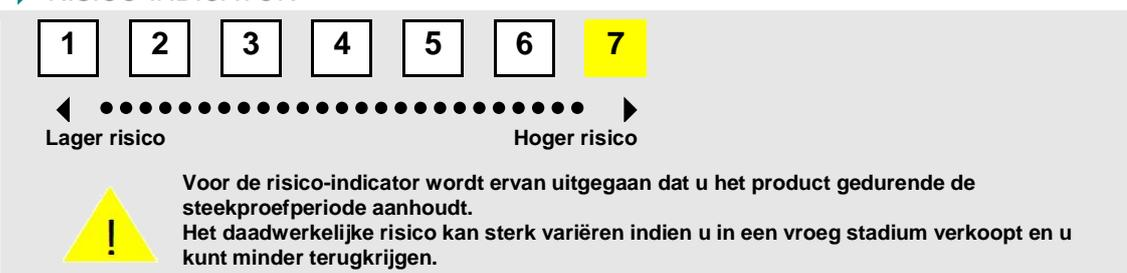 RISICO-INDICATOR
1 2 3 4 5 6 7
Lager risico Hoger risico
Voor de risico-indicator wordt ervan uitgegaan dat u het product gedurende de
steekproefperiode aanhoudt.
! Het daadwerkelijke risico kan sterk variëren indien u in een vroeg stadium verkoopt en u
kunt minder terugkrijgen.